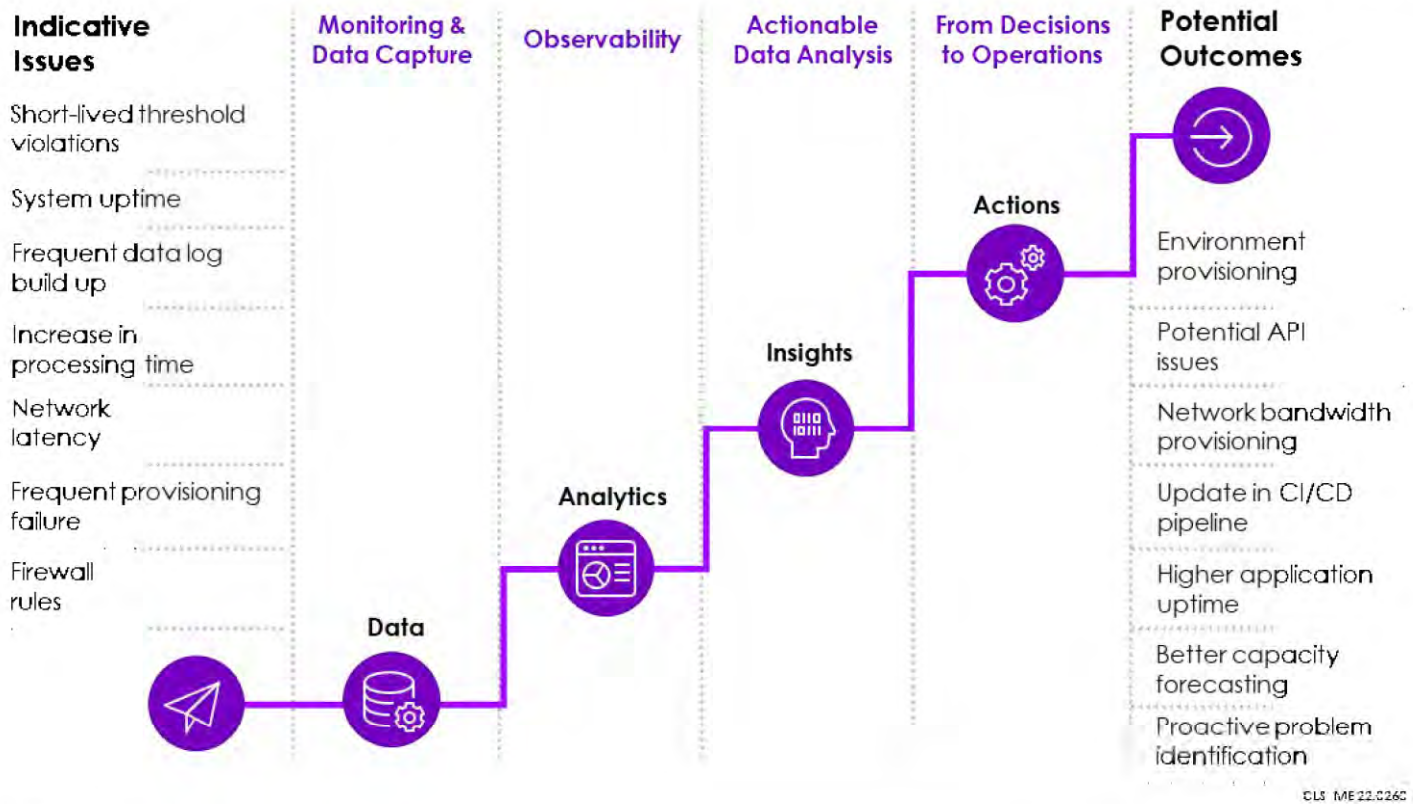 Indicative
Issues
Monitoring &
Data Capture
Observability
Actionable
Data Analysis
From Decisions
to Operations
Potential
Outcomes
Short-lived threshold
violations
System uptime
Frequent data log
build up
Increase in
processing time
Network
latency
Frequent provisioning
failure
Firewall
rules
Data
Analytics
Insights
0110
10111
Actions
Environment
provisioning
Potential API
issues
Network bandwidth
provisioning
Update in CI/CD
pipeline
Higher application
uptime
Better capacity
forecasting
Proactive problem
identification